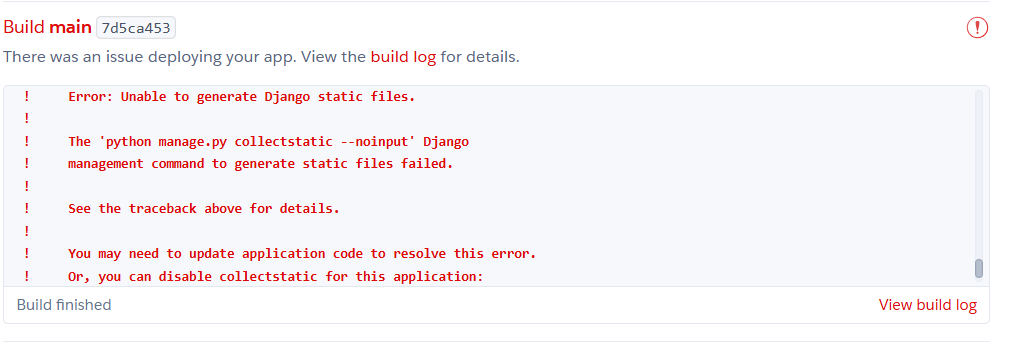 Build main 7d5ca453
There was an issue deploying your app. View the build log for details.
! Error: Unable to generate Django static files.
!
! The 'python manage.py collectstatic --noinput' Django
! management command to generate static files failed.
!
! See the traceback above for details.
!
! You may need to update application code to resolve this error.
! Or, you can disable collectstatic for this application:
Build finished View build log